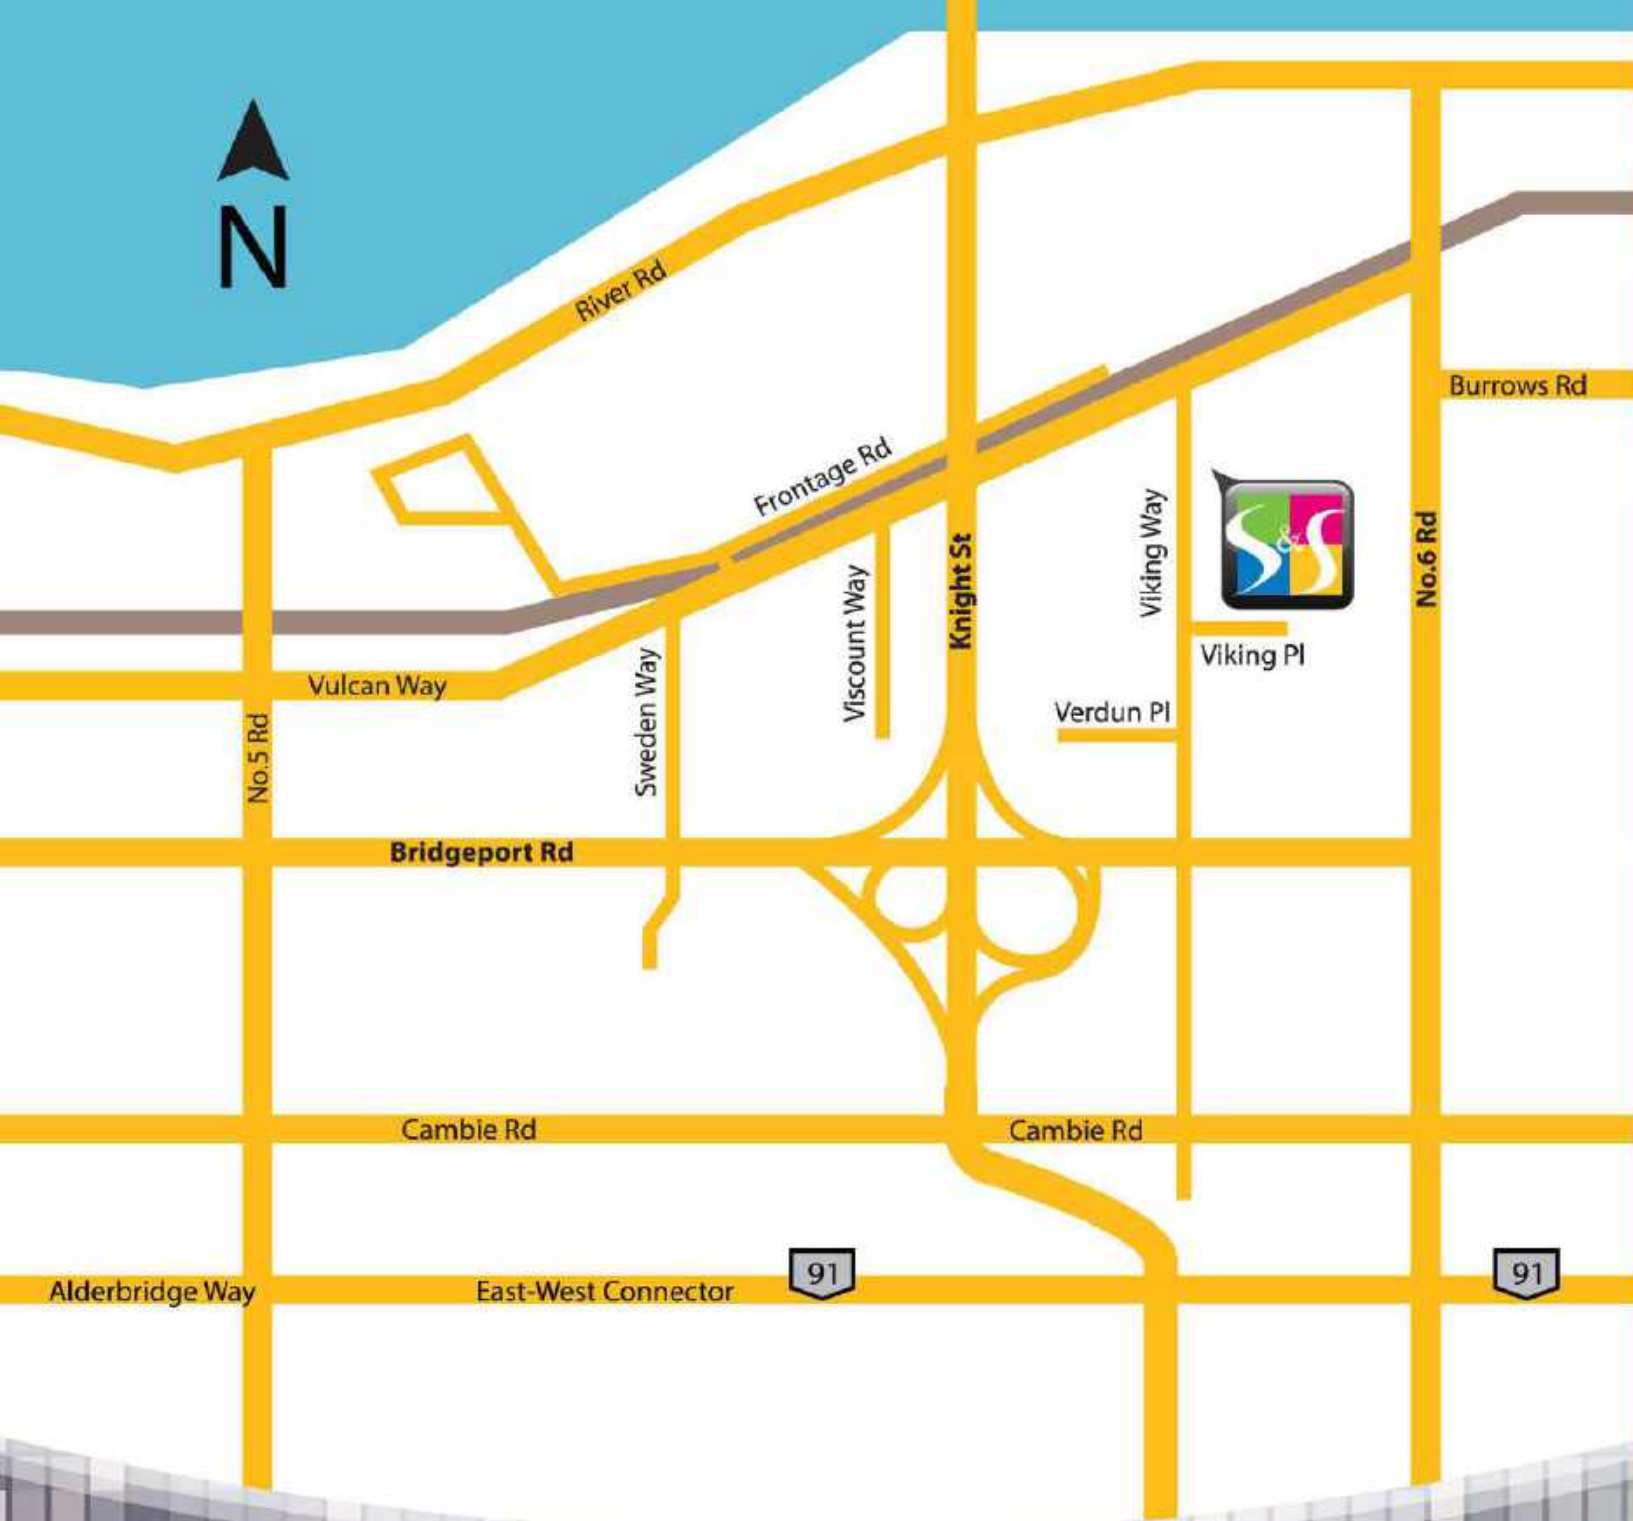 N
River Rd
Burrows Rd
Frontage Rd
Viking Way
S&S
No.6 Rd
Knight St
Viscount Way
Viking Pl
Vulcan Way
Sweden Way
Verdun Pl
No.5 Rd
Bridgeport Rd
Cambie Rd
Cambie Rd
91
91
Alderbridge Way
East-West Connector